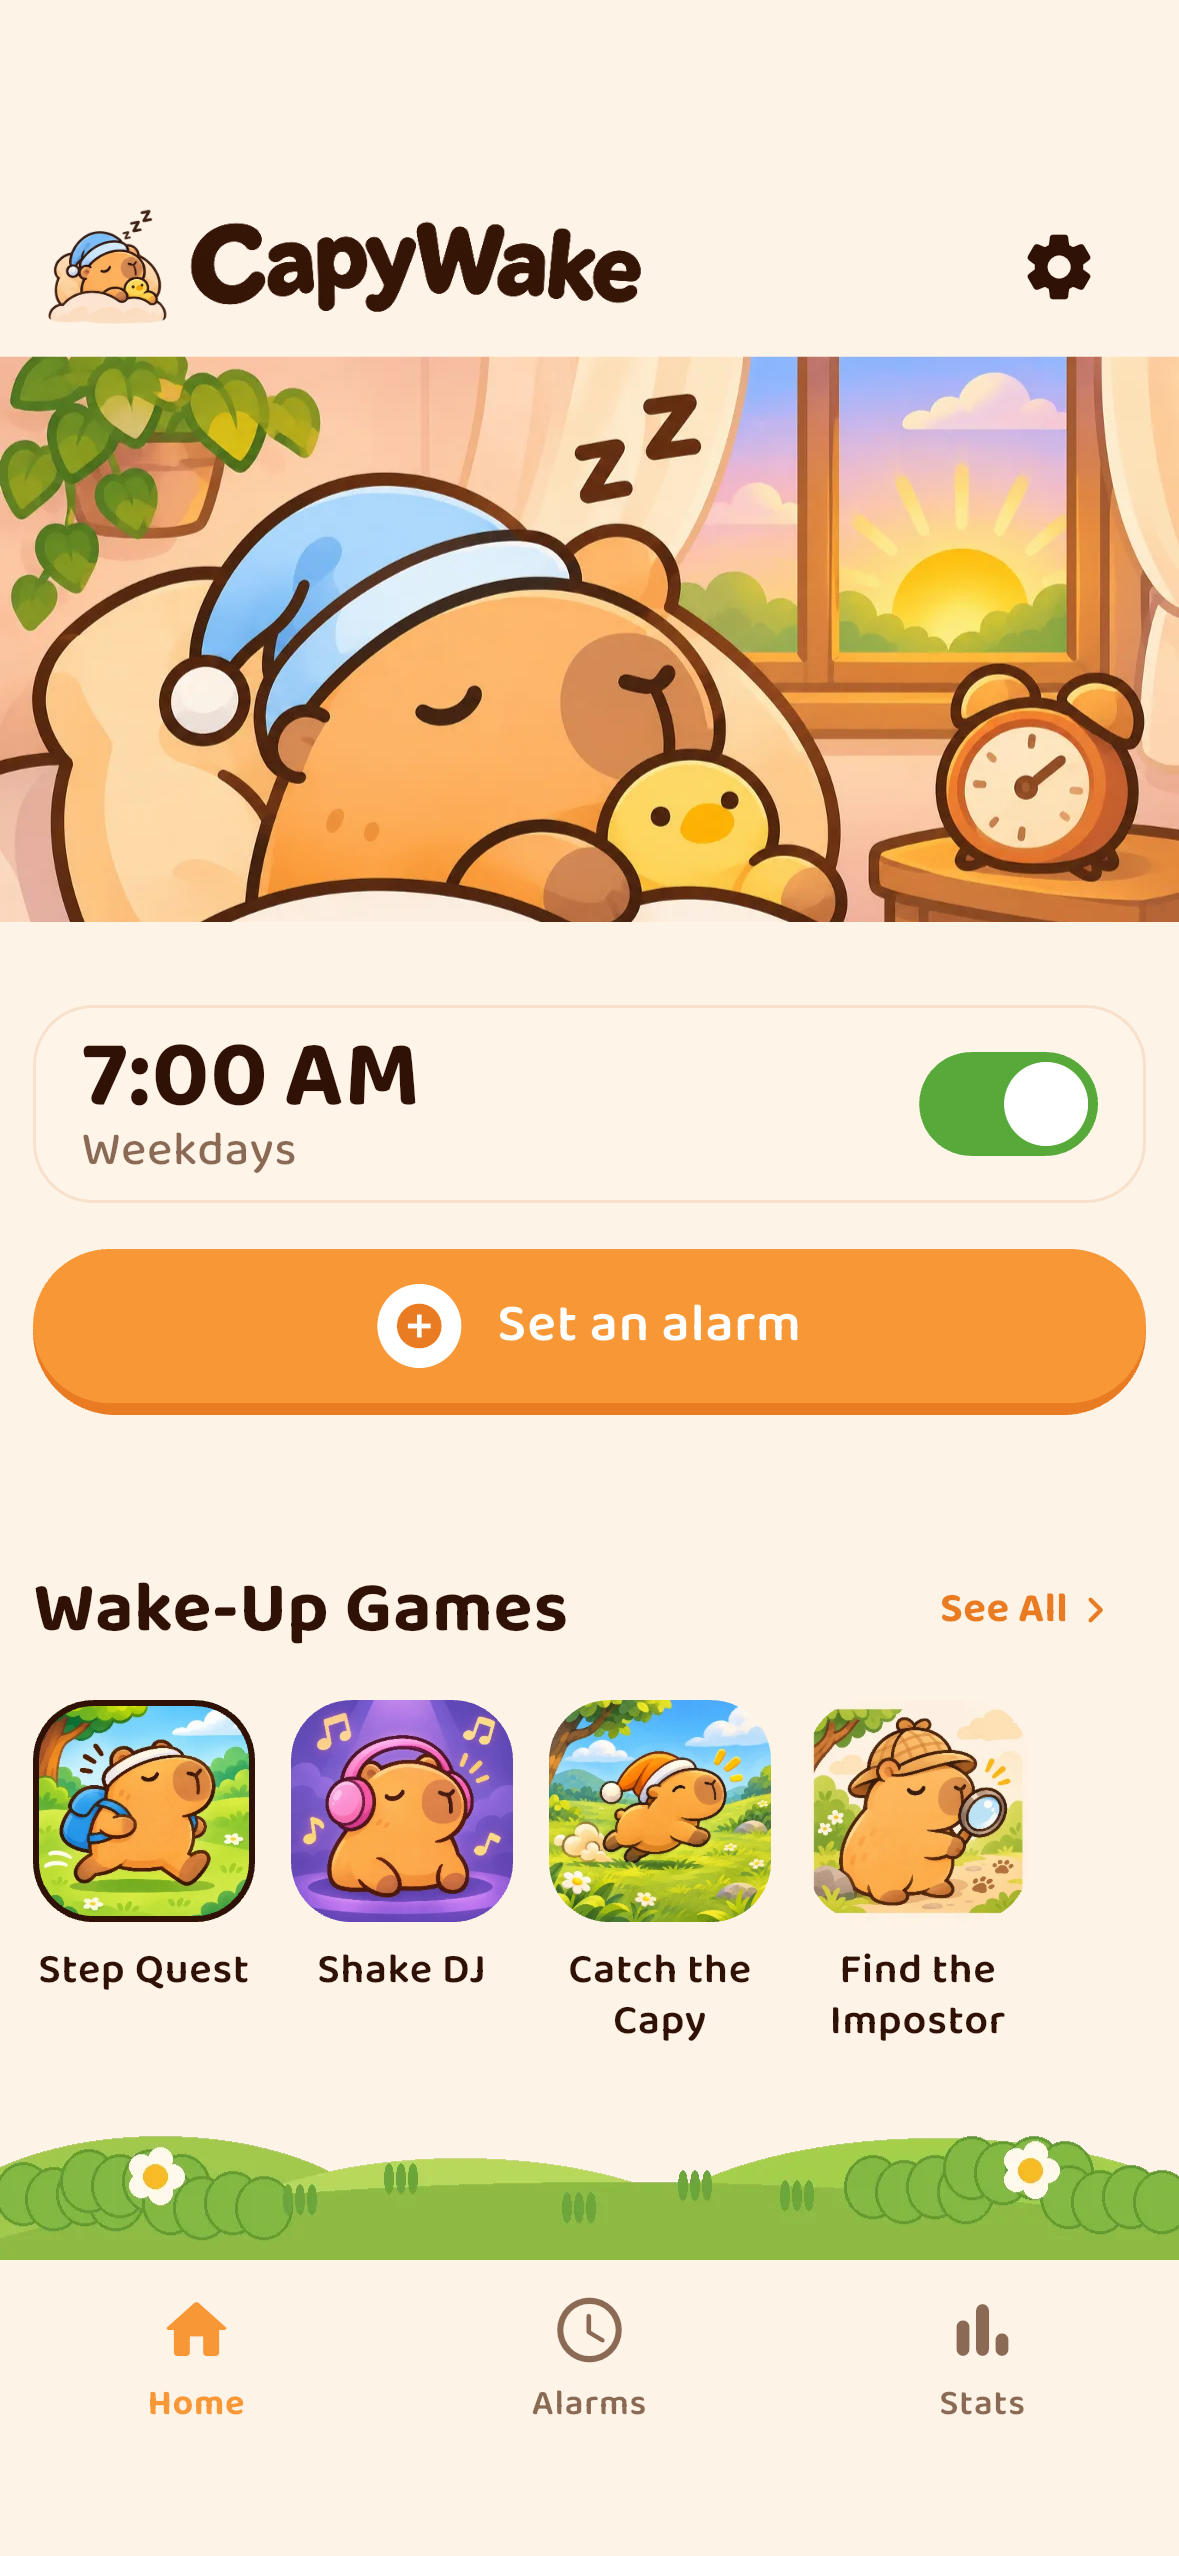 z z z
CapyWake
z z
7:00 AM
Weekdays
Set an alarm
Wake-Up Games
See All
Step Quest
Shake DJ
Catch the
Capy
Find the
Impostor
Home
Alarms
Stats